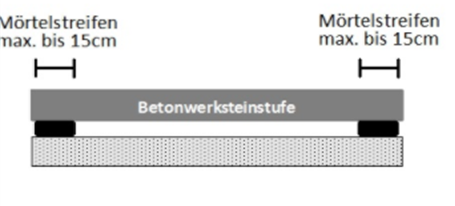 Mörtelstreifen
max. bis 15cm
Mörtelstreifen
max. bis 15cm
Betonwerksteinstufe